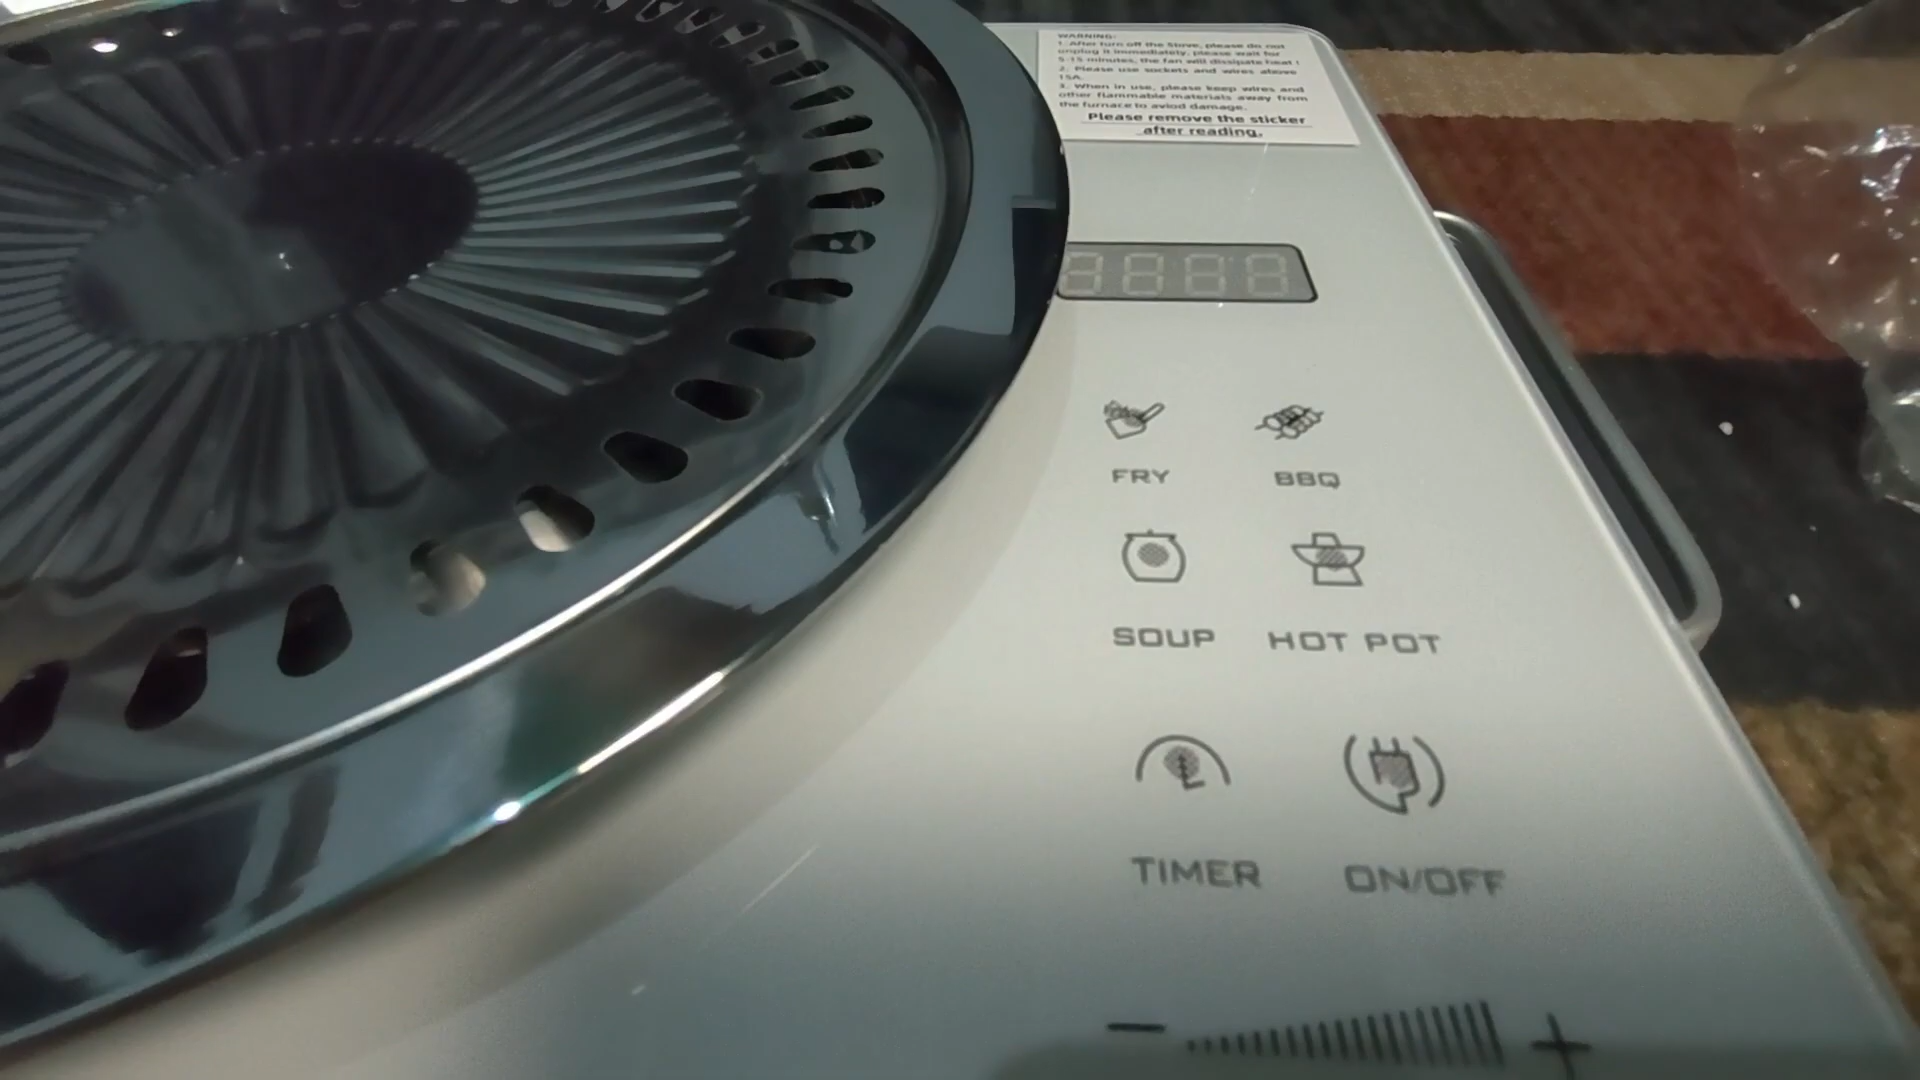 WARNING:
1. After turn off the Stove, please do not
unplug it immediately, please wait for
5-15 minutes, the fan will dissipate heat !
2. Please use sockets and wires above
15A.
3. When in use, please keep wires and
other flammable materials away from
the furnace to aviod damage.
Please remove the sticker
after reading.
FRY BBQ
SOUP HOT POT
TIMER ON/OFF
- +